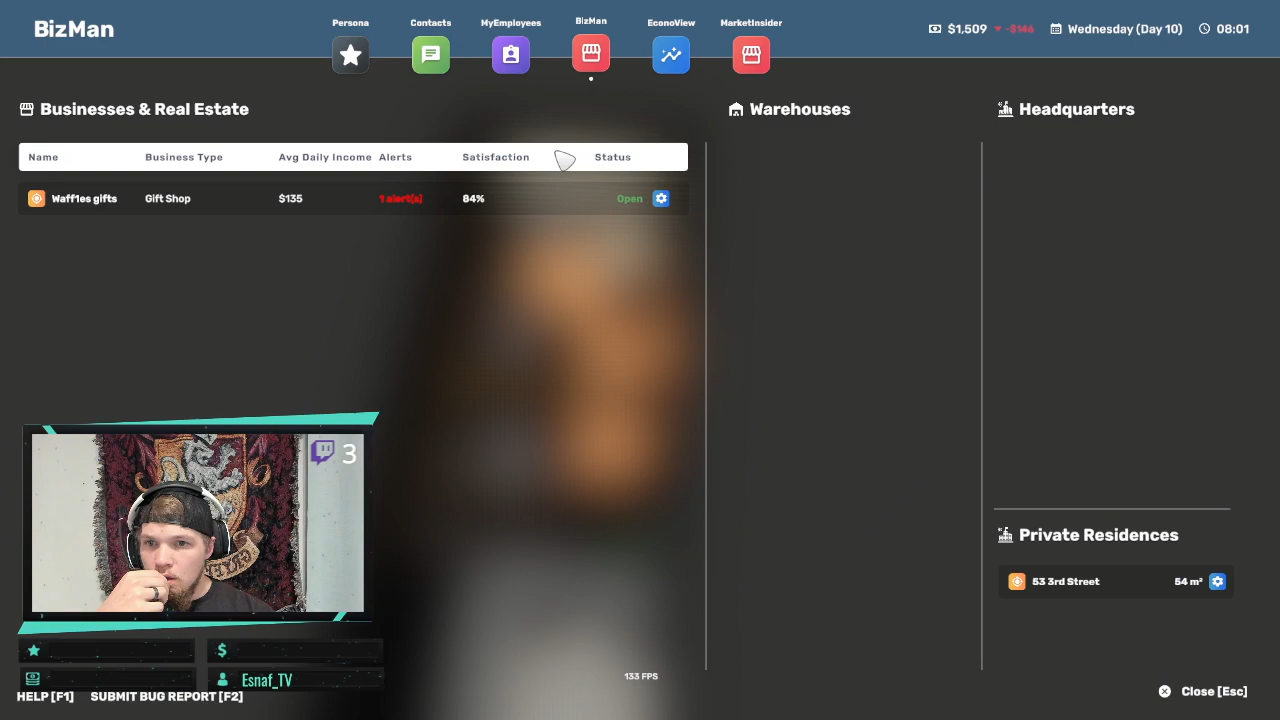 BizMan
Persona
Contacts
MyEmployees
BizMan
EconoView
MarketInsider
$1,509 -$146
Wednesday (Day 10)
08:01
Businesses & Real Estate
Name Business Type Avg Daily Income Alerts Satisfaction Status
Waff1es gifts Gift Shop $135 1 alert(s) 84% Open
Warehouses
Headquarters
Private Residences
53 3rd Street 54 m²
3
$
Esnaf_TV
133 FPS
HELP [F1] SUBMIT BUG REPORT [F2]
Close [Esc]